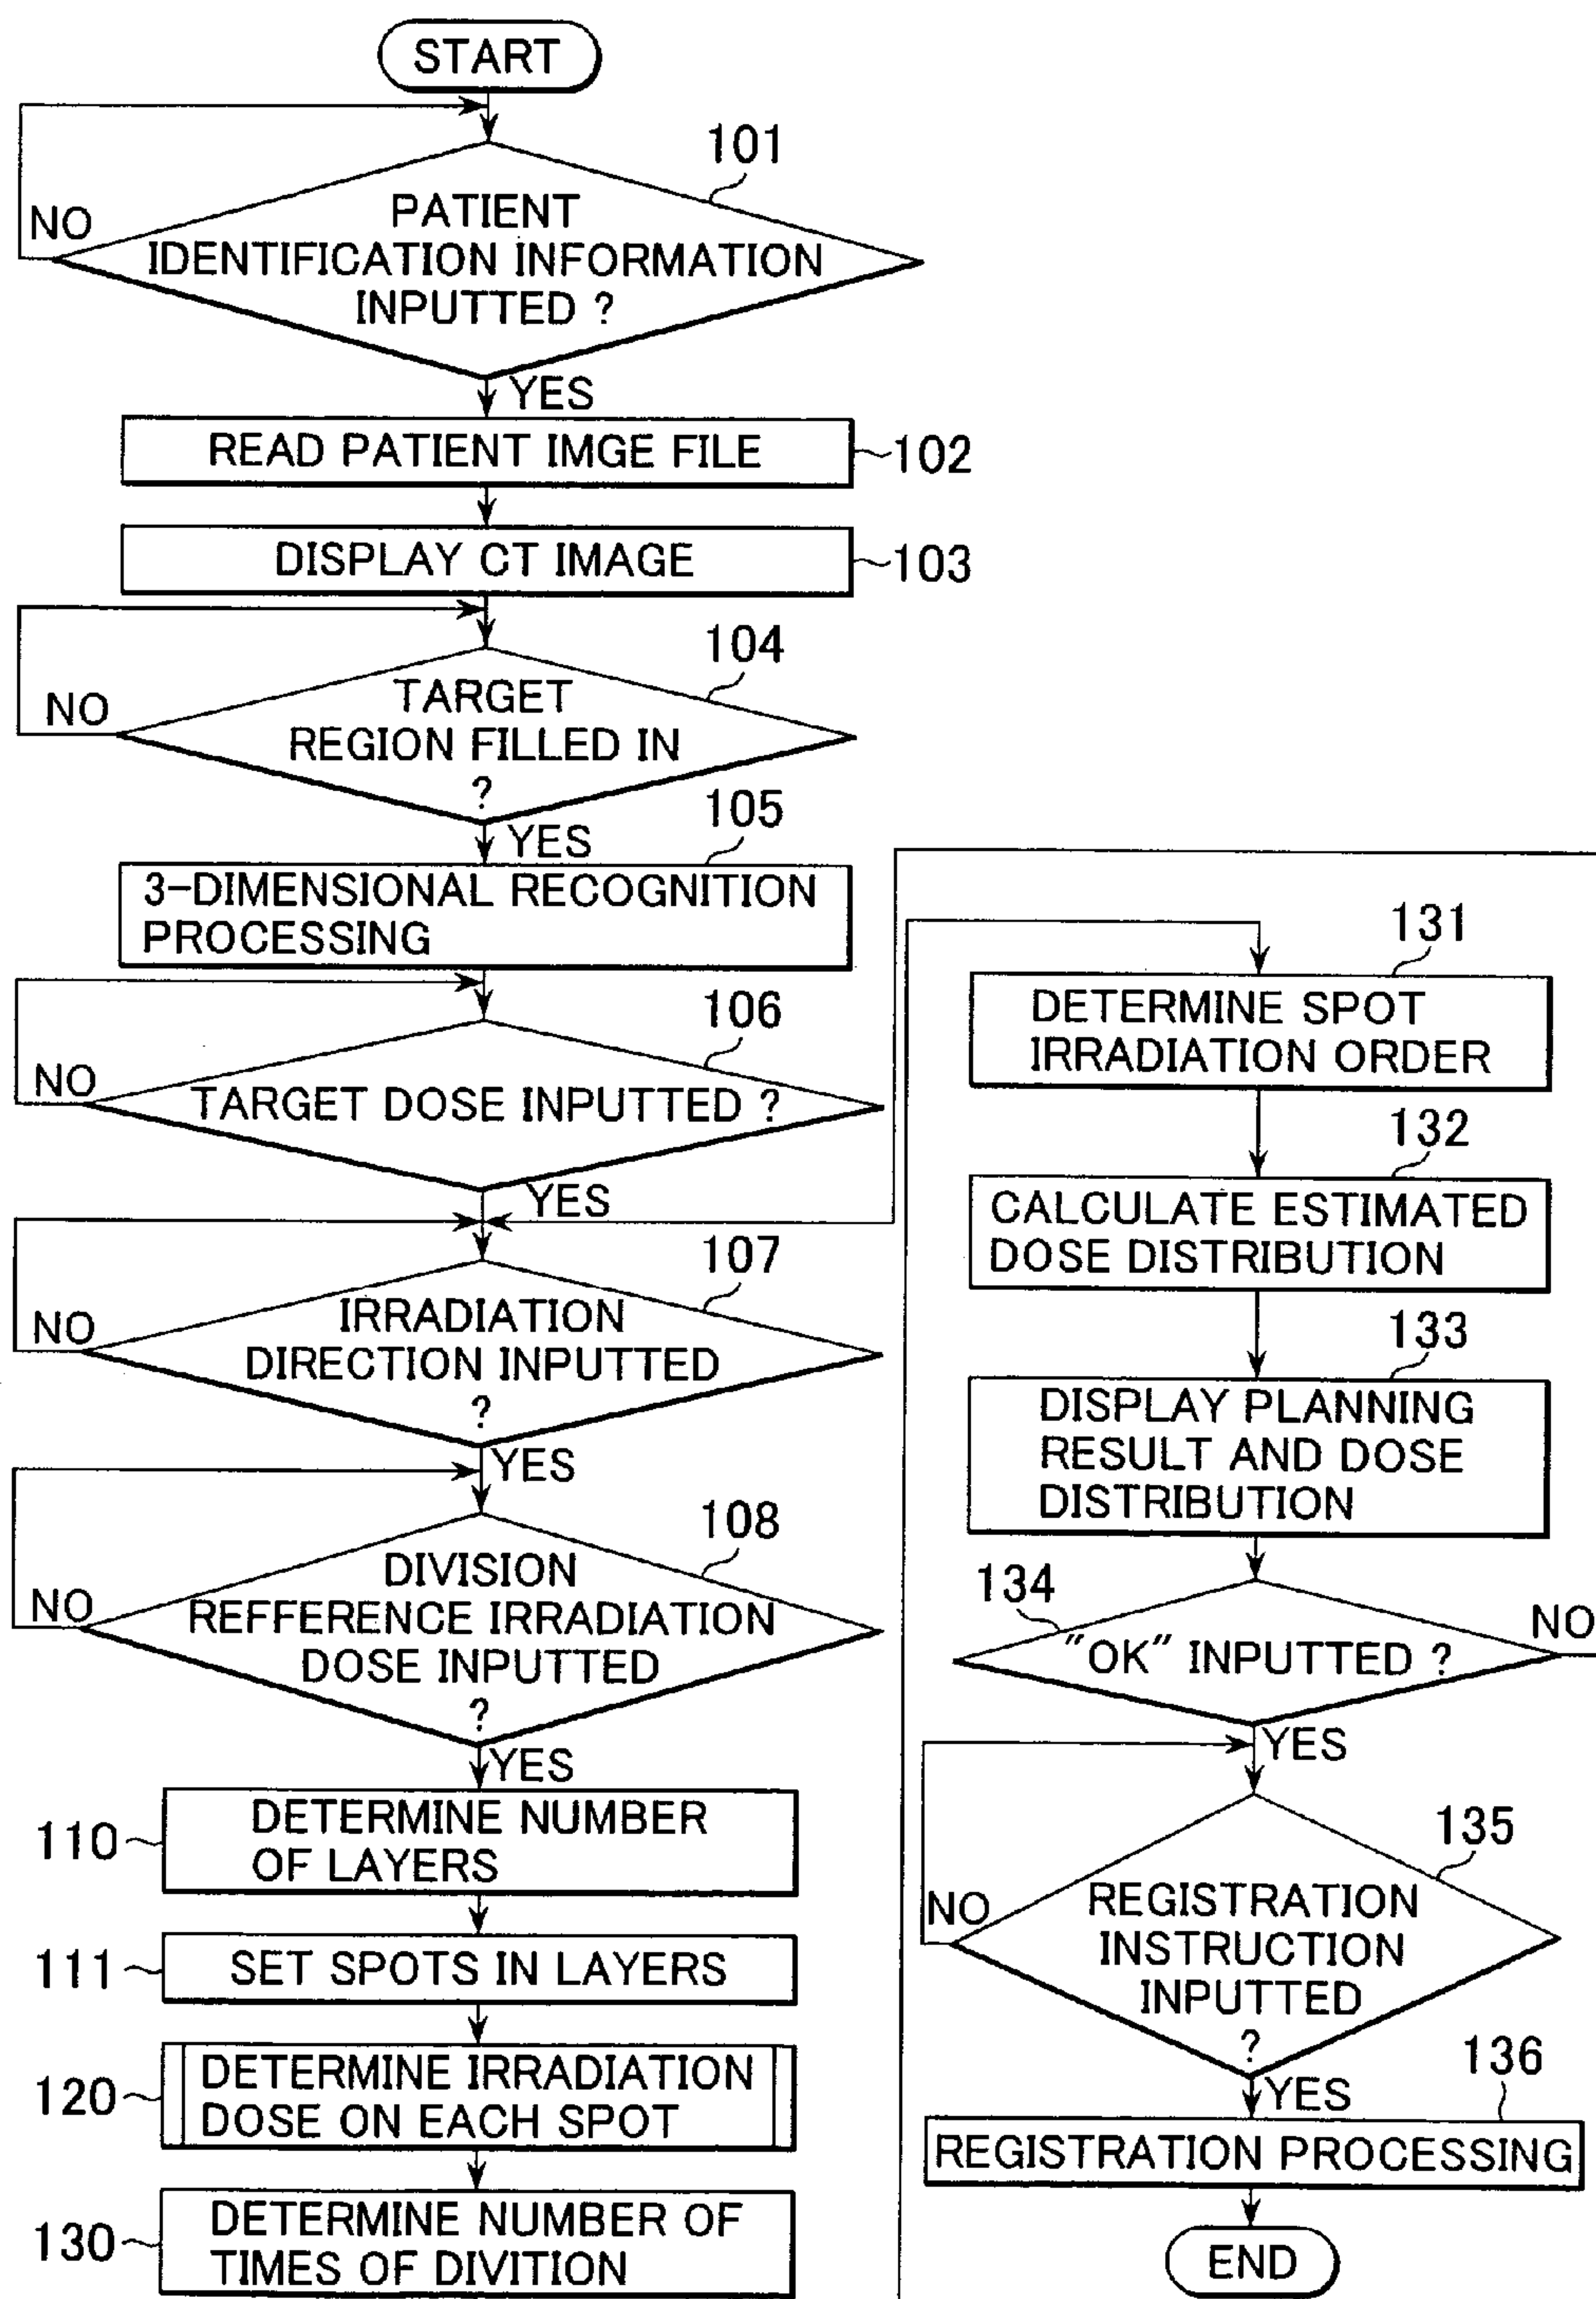 START
101
PATIENT
IDENTIFICATION INFORMATION
INPUTTED ?
NO
YES
READ PATIENT IMGE FILE
102
DISPLAY CT IMAGE
103
104
TARGET
REGION FILLED IN
?
NO
YES
105
3-DIMENSIONAL RECOGNITION
PROCESSING
106
TARGET DOSE INPUTTED ?
NO
YES
107
IRRADIATION
DIRECTION INPUTTED
?
NO
YES
108
DIVISION
REFFERENCE IRRADIATION
DOSE INPUTTED
?
NO
YES
110
DETERMINE NUMBER
OF LAYERS
111
SET SPOTS IN LAYERS
120
DETERMINE IRRADIATION
DOSE ON EACH SPOT
130
DETERMINE NUMBER OF
TIMES OF DIVITION
131
DETERMINE SPOT
IRRADIATION ORDER
132
CALCULATE ESTIMATED
DOSE DISTRIBUTION
133
DISPLAY PLANNING
RESULT AND DOSE
DISTRIBUTION
134
"OK" INPUTTED ?
NO
YES
135
REGISTRATION
INSTRUCTION
INPUTTED
?
NO
YES
136
REGISTRATION PROCESSING
END